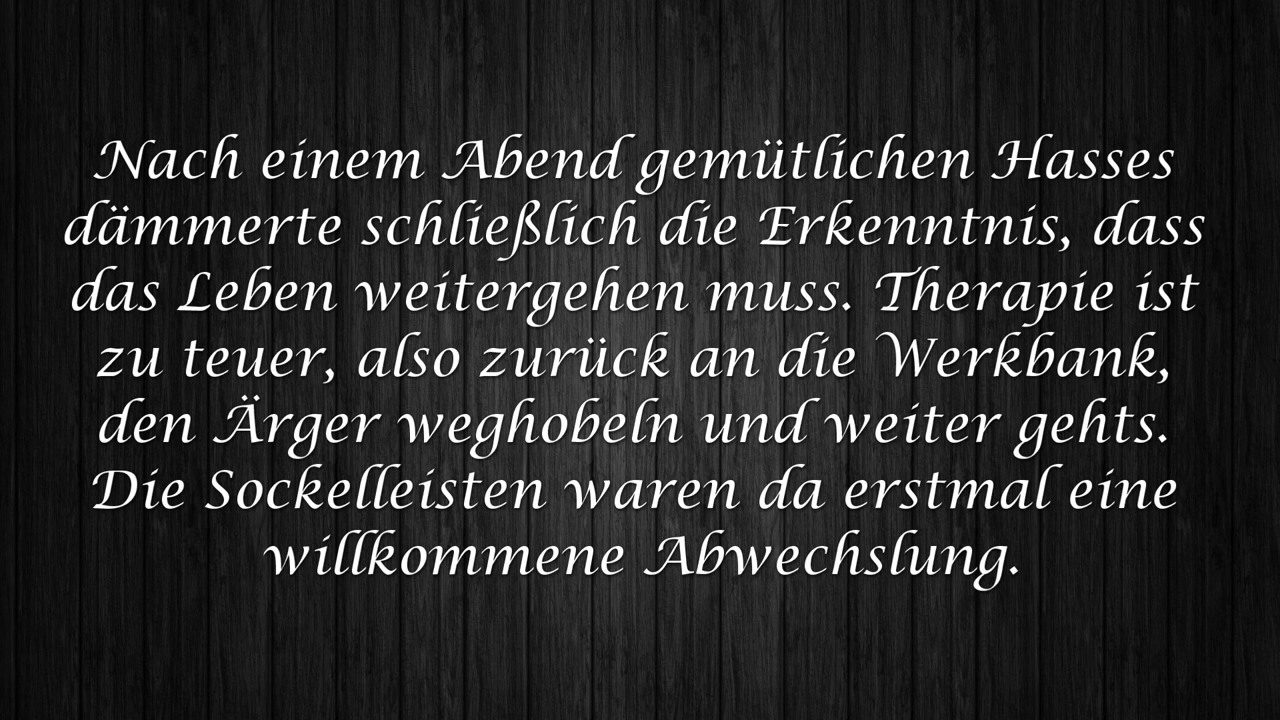 Nach einem Abend gemütlichen Hasses
dämmerte schließlich die Erkenntnis, dass
das Leben weitergehen muss. Therapie ist
zu teuer, also zurück an die Werkbank,
den Ärger weghobeln und weiter gehts.
Die Sockelleisten waren da erstmal eine
willkommene Abwechslung.